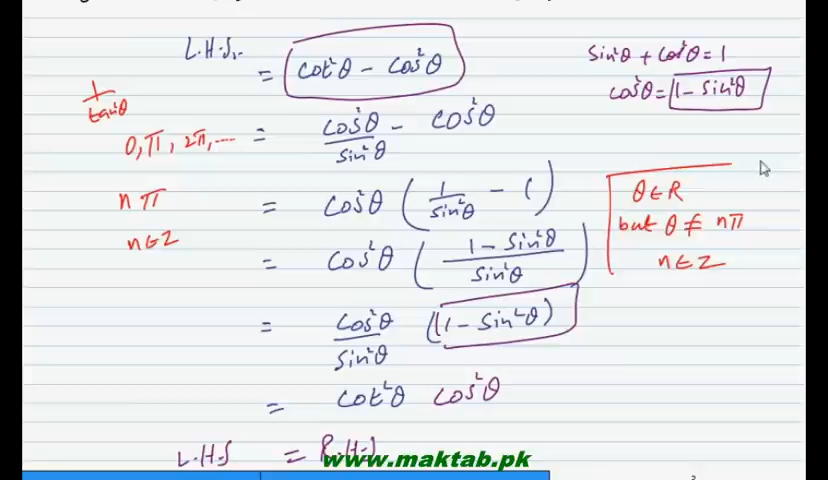 L.H.S.
= cot²θ − cos²θ
sin²θ + cos²θ = 1
cos²θ = 1 − sin²θ
1/tan²θ
0, π, 2π, ....
= cos²θ/sin²θ − cos²θ
nπ
n∈Z
= cos²θ (1/sin²θ − 1)
θ∈R
but θ ≠ nπ
n∈Z
= cos²θ (1 − sin²θ/sin²θ)
= cos²θ/sin²θ (1 − sin²θ)
= cot²θ cos²θ
L.H.S = R.H.S
www.maktab.pk